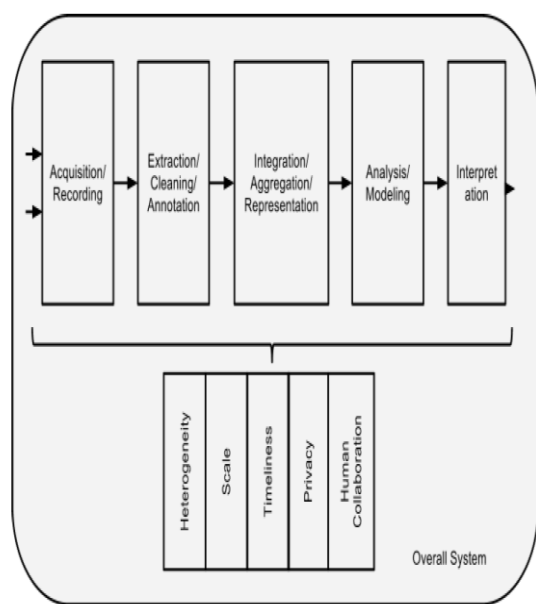 Acquisition/
Recording
Extraction/
Cleaning/
Annotation
Integration/
Aggregation/
Representation
Analysis/
Modeling
Interpret
ation
Heterogeneity
Scale
Timeliness
Privacy
Human
Collaboration
Overall System